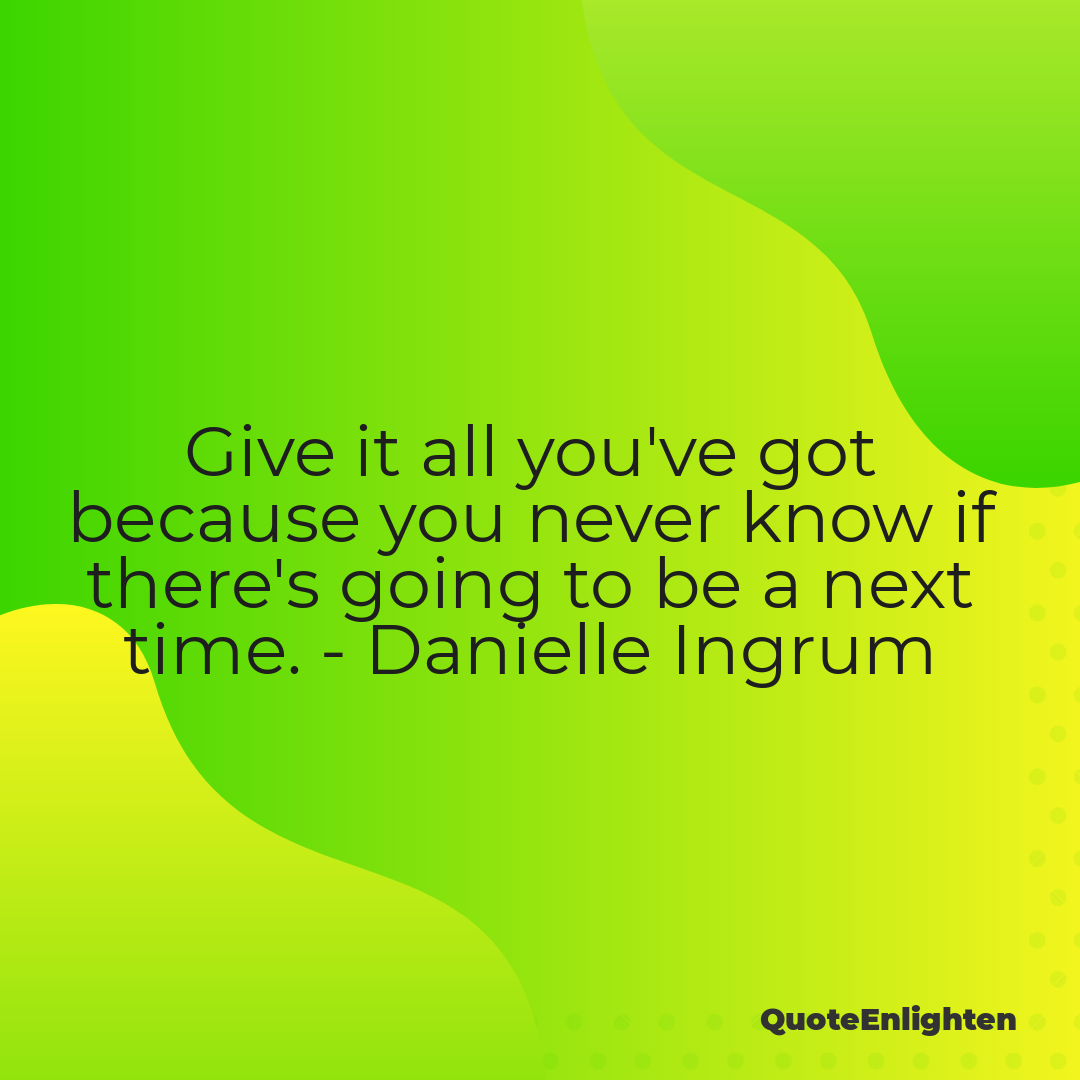 Give it all you've got
because you never know if
there's going to be a next
time. - Danielle Ingrum
QuoteEnlighten